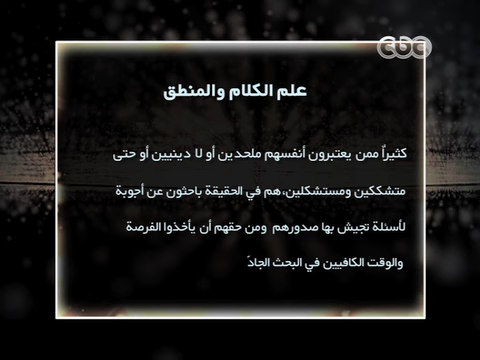 cbc
علم الكلام والمنطق
كثيراً ممن يعتبرون أنفسهم ملحدين أو لا دينيين أو حتى
متشككين ومستشكلين،هم في الحقيقة باحثون عن أجوبة
لأسئلة تجيش بها صدورهم ومن حقهم أن يأخذوا الفرصة
والوقت الكافيين في البحث الجادّ